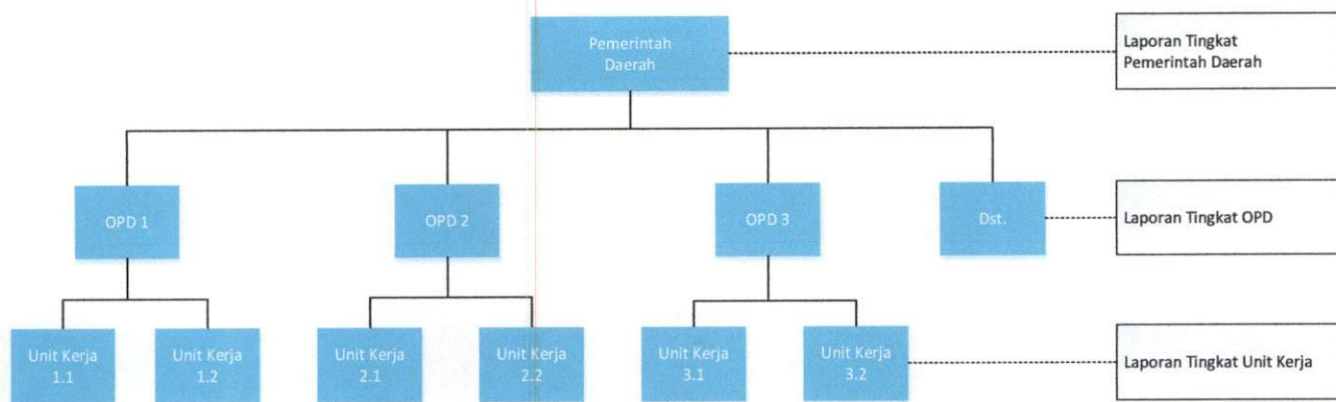 Pemerintah
Daerah
Laporan Tingkat
Pemerintah Daerah
OPD 1
OPD 2
OPD 3
Dst.
Laporan Tingkat OPD
Unit Kerja
1.1
Unit Kerja
1.2
Unit Kerja
2.1
Unit Kerja
2.2
Unit Kerja
3.1
Unit Kerja
3.2
Laporan Tingkat Unit Kerja